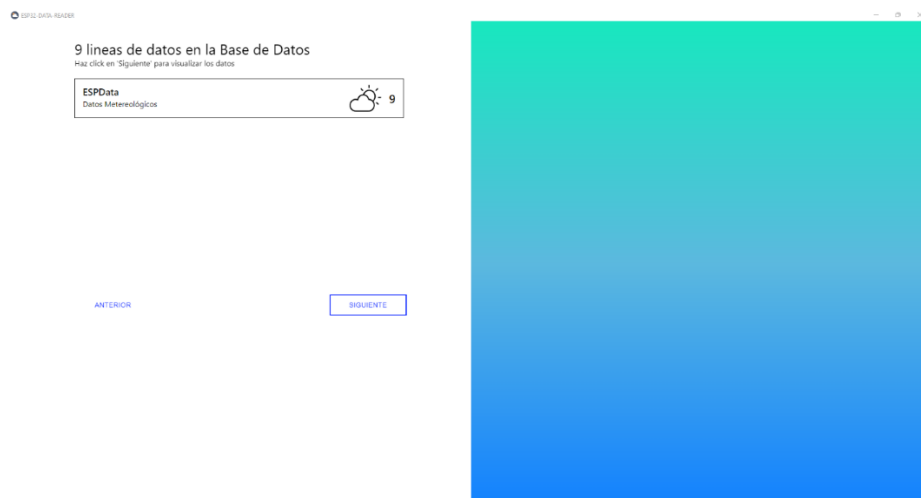 ESP32-DATA-READER
9 lineas de datos en la Base de Datos
Haz click en 'Siguiente' para visualizar los datos
ESPData
Datos Metereológicos
9
ANTERIOR
SIGUIENTE